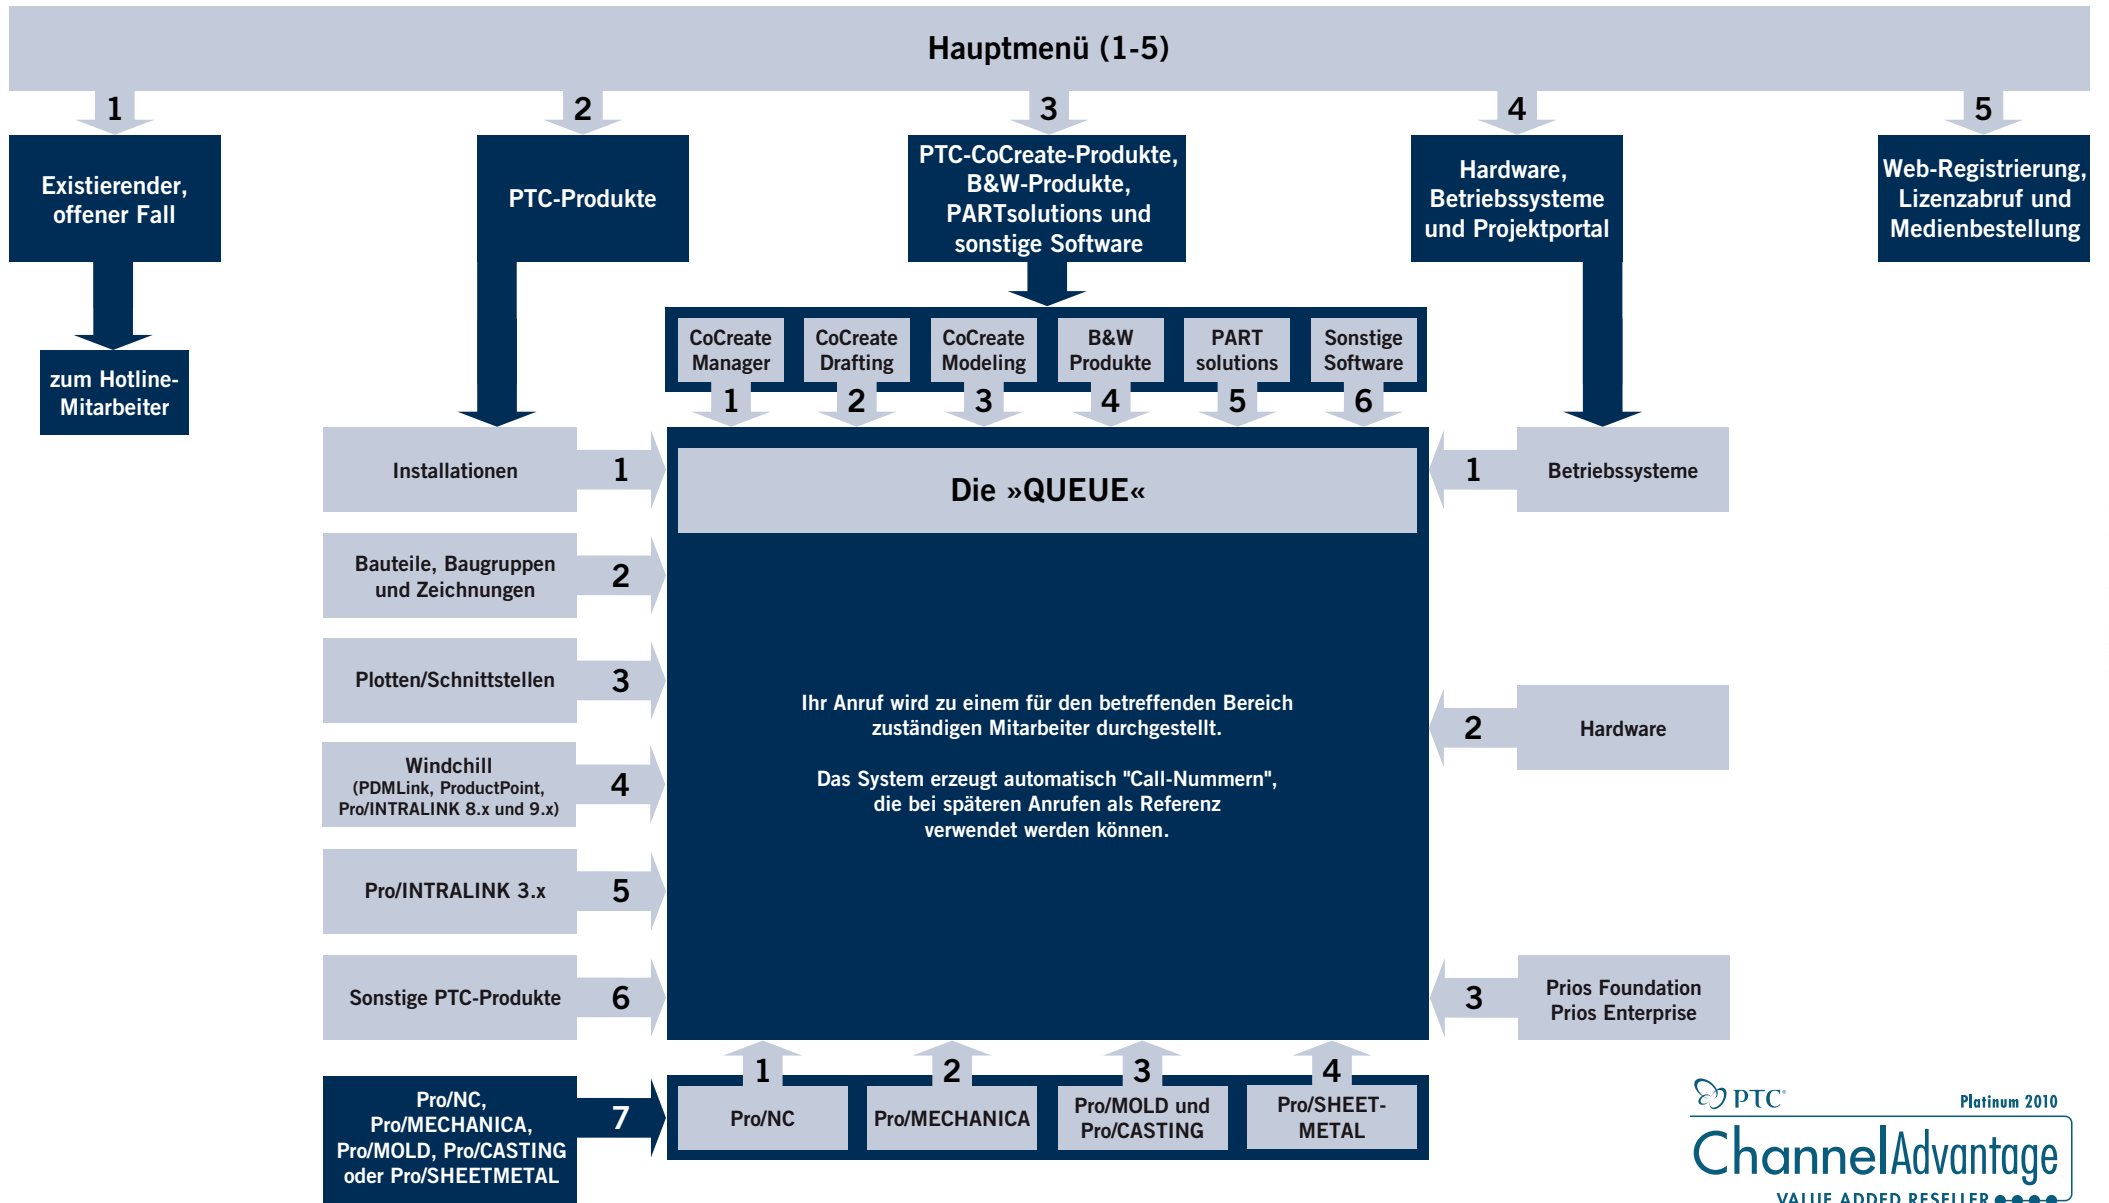 Hauptmenü (1-5)
1
2
3
4
5
Existierender,
offener Fall
PTC-Produkte
PTC-CoCreate-Produkte,
B&W-Produkte,
PARTsolutions und
sonstige Software
Hardware,
Betriebssysteme
und Projektportal
Web-Registrierung,
Lizenzabruf und
Medienbestellung
zum Hotline-
Mitarbeiter
CoCreate
Manager
1
CoCreate
Drafting
2
CoCreate
Modeling
3
B&W
Produkte
4
PART
solutions
5
Sonstige
Software
6
Installationen
1
Bauteile, Baugruppen
und Zeichnungen
2
Plotten/Schnittstellen
3
Windchill
(PDMLink, ProductPoint,
Pro/INTRALINK 8.x und 9.x)
4
Pro/INTRALINK 3.x
5
Sonstige PTC-Produkte
6
Pro/NC,
Pro/MECHANICA,
Pro/MOLD, Pro/CASTING
oder Pro/SHEETMETAL
7
Die »QUEUE«
Ihr Anruf wird zu einem für den betreffenden Bereich
zuständigen Mitarbeiter durchgestellt.
Das System erzeugt automatisch "Call-Nummern",
die bei späteren Anrufen als Referenz
verwendet werden können.
1
Betriebssysteme
2
Hardware
3
Prios Foundation
Prios Enterprise
1
Pro/NC
2
Pro/MECHANICA
3
Pro/MOLD und
Pro/CASTING
4
Pro/SHEET-
METAL
PTC®
Platinum 2010
ChannelAdvantage
VALUE ADDED RESELLER